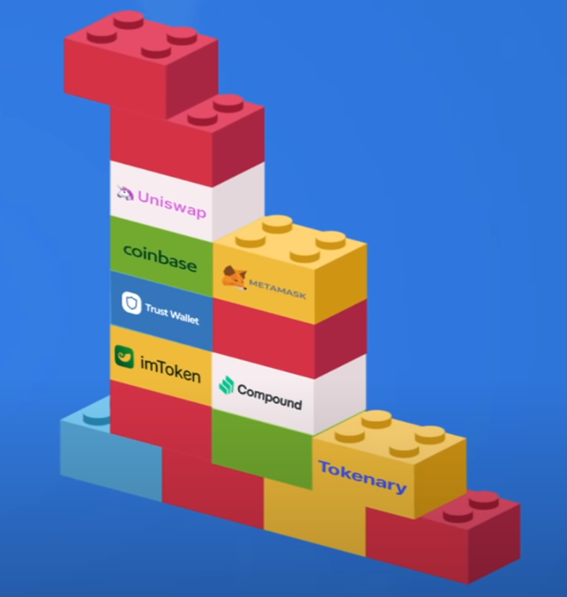 Uniswap
coinbase
METAMASK
Trust Wallet
imToken
Compound
Tokenary